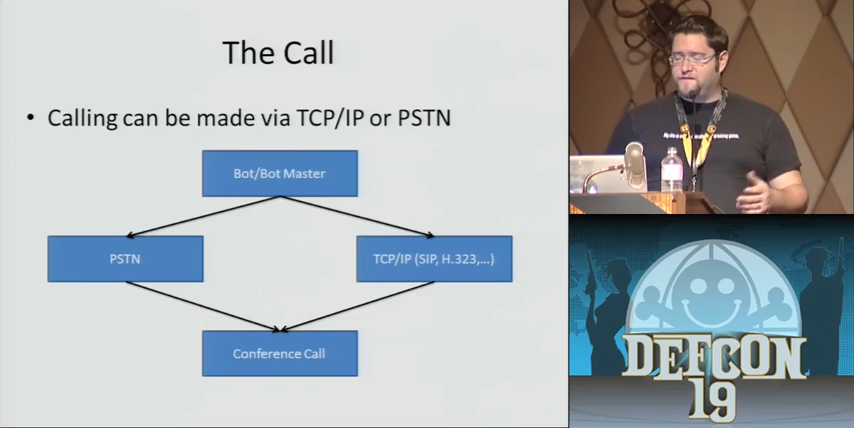 The Call
• Calling can be made via TCP/IP or PSTN
Bot/Bot Master
PSTN
TCP/IP (SIP, H.323,...)
Conference Call
DEFCON
19